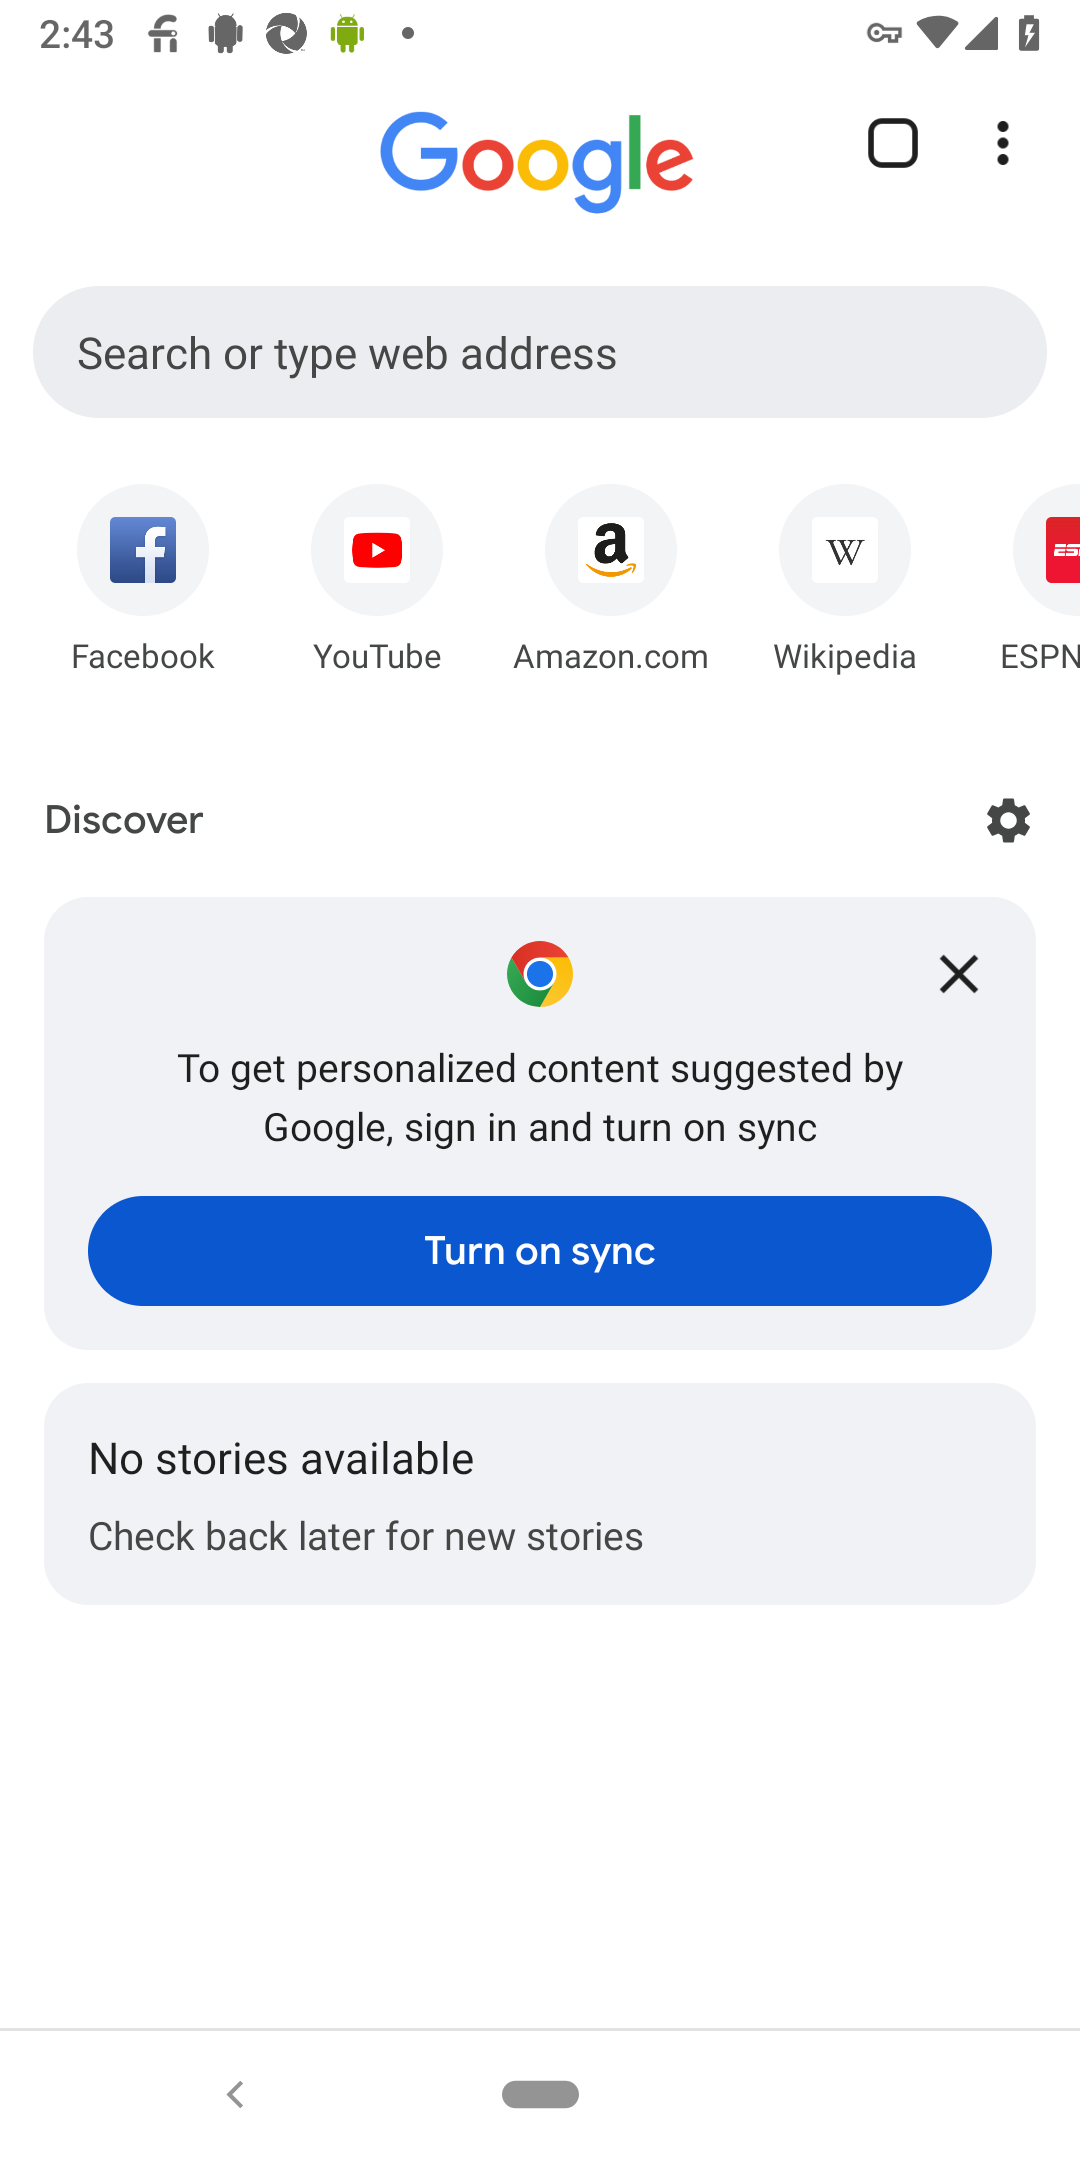 2:43
Google
Search or type web address
Facebook
YouTube
Amazon.com
Wikipedia
ESPN
Discover
To get personalized content suggested by
Google, sign in and turn on sync
Turn on sync
No stories available
Check back later for new stories